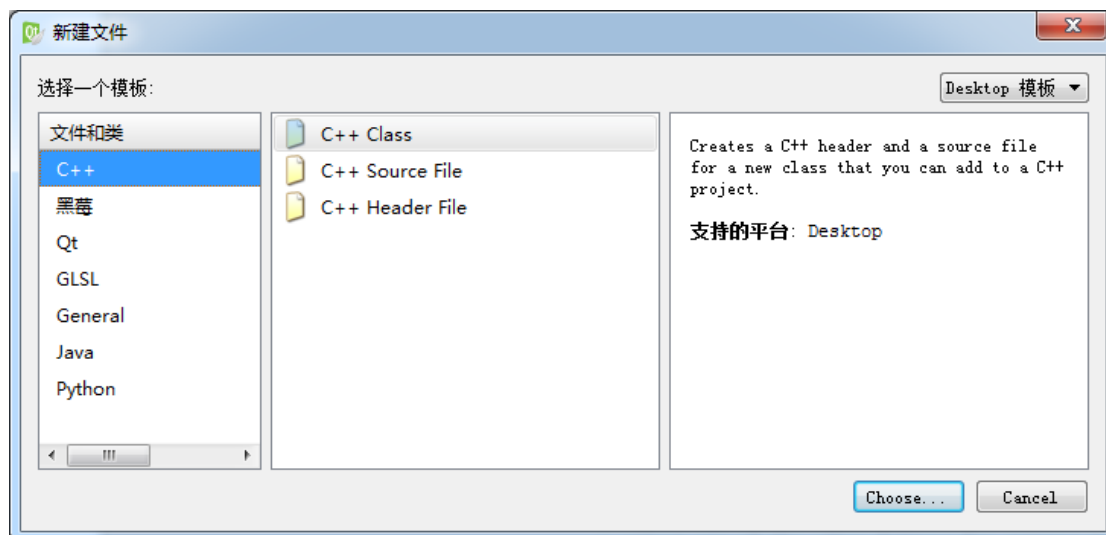 新建文件
选择一个模板:
Desktop 模板
文件和类
C++
黑莓
Qt
GLSL
General
Java
Python
C++ Class
C++ Source File
C++ Header File
Creates a C++ header and a source file
for a new class that you can add to a C++
project.
支持的平台: Desktop
Choose...
Cancel